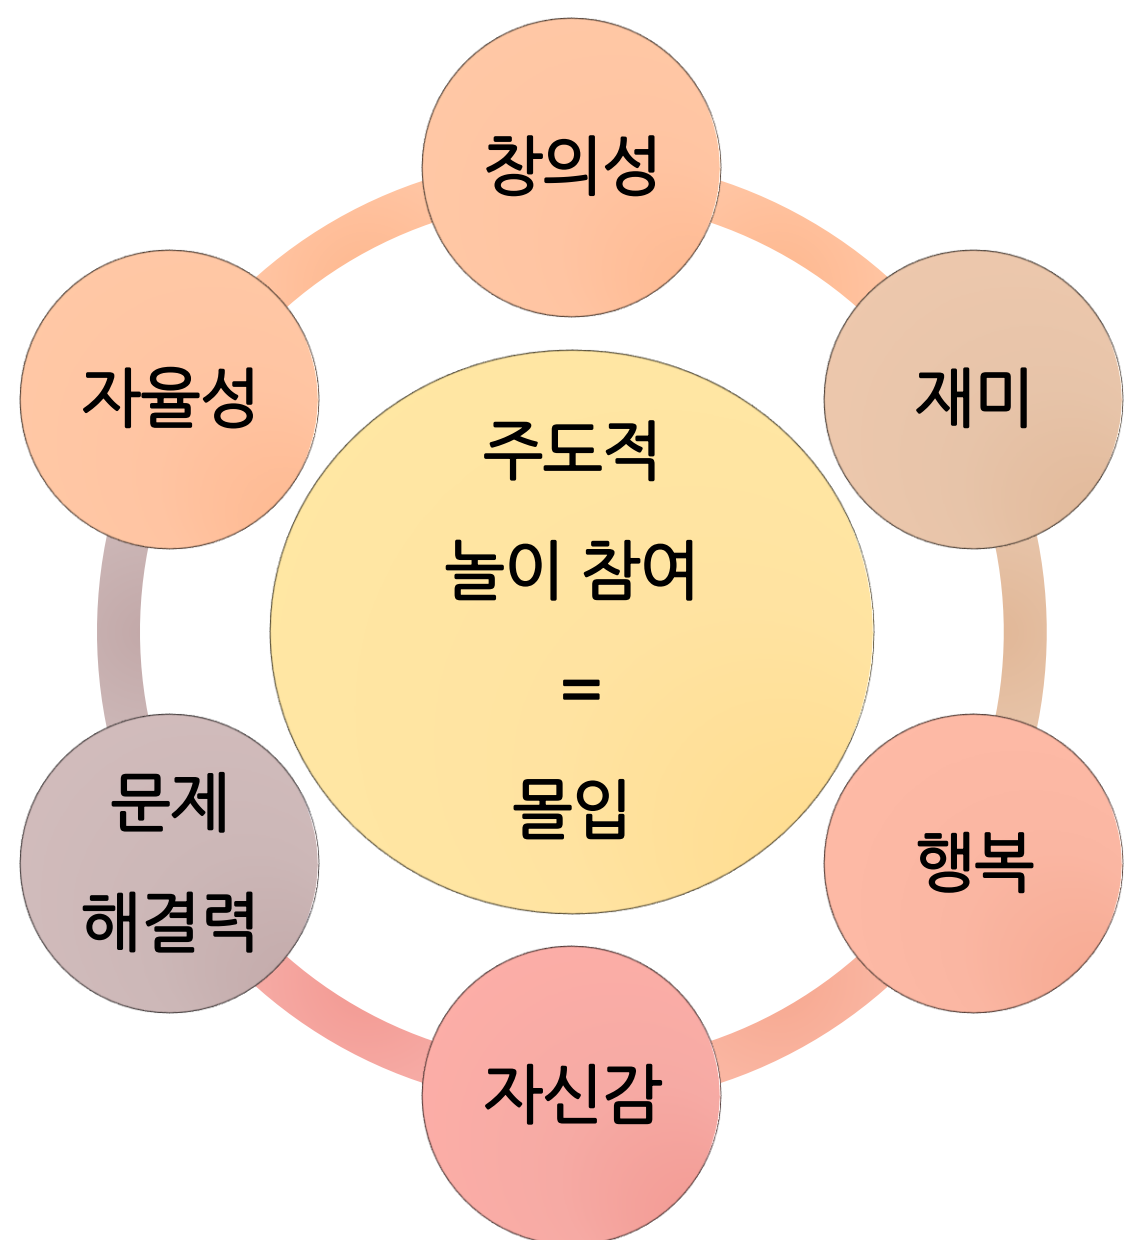 창의성
자율성
재미
주도적
놀이 참여
=
몰입
문제
해결력
행복
자신감